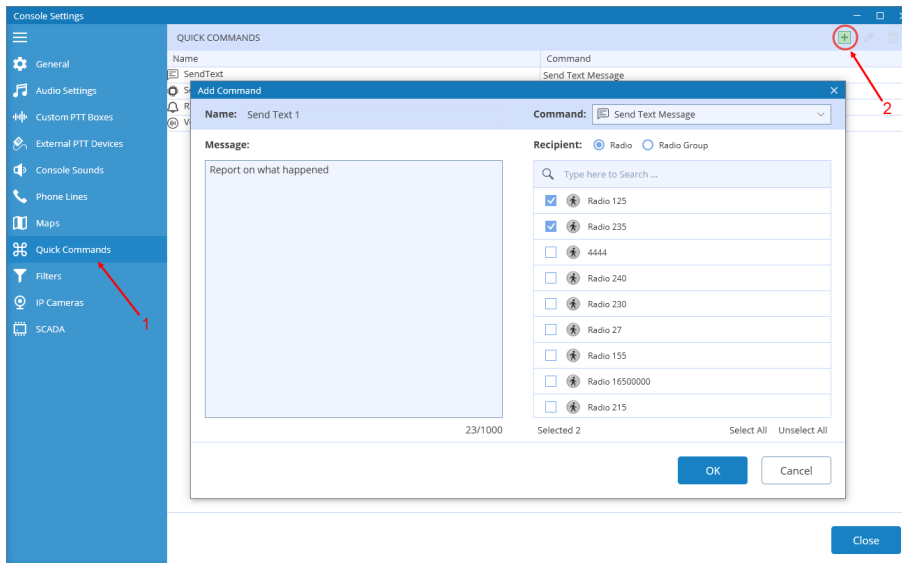 Console Settings
QUICK COMMANDS
Name Command
SendText Send Text Message
General
Audio Settings
Custom PTT Boxes
External PTT Devices
Console Sounds
Phone Lines
Maps
Quick Commands
Filters
IP Cameras
SCADA
1
2
Add Command
Name: Send Text 1 Command: Send Text Message
Message: Recipient: Radio Radio Group
Report on what happened
Type here to Search ...
Radio 125
Radio 235
4444
Radio 240
Radio 230
Radio 27
Radio 155
Radio 16500000
Radio 215
23/1000 Selected 2 Select All Unselect All
OK Cancel
Close